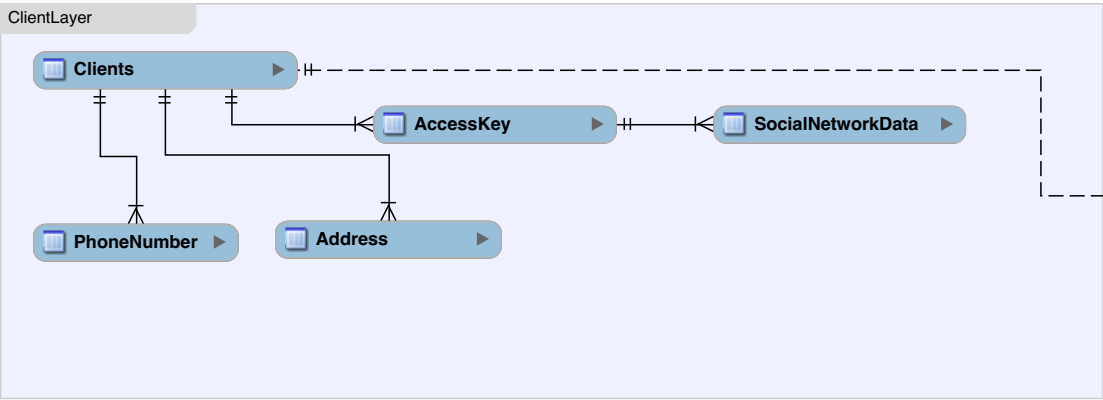 ClientLayer
Clients
AccessKey
SocialNetworkData
PhoneNumber
Address